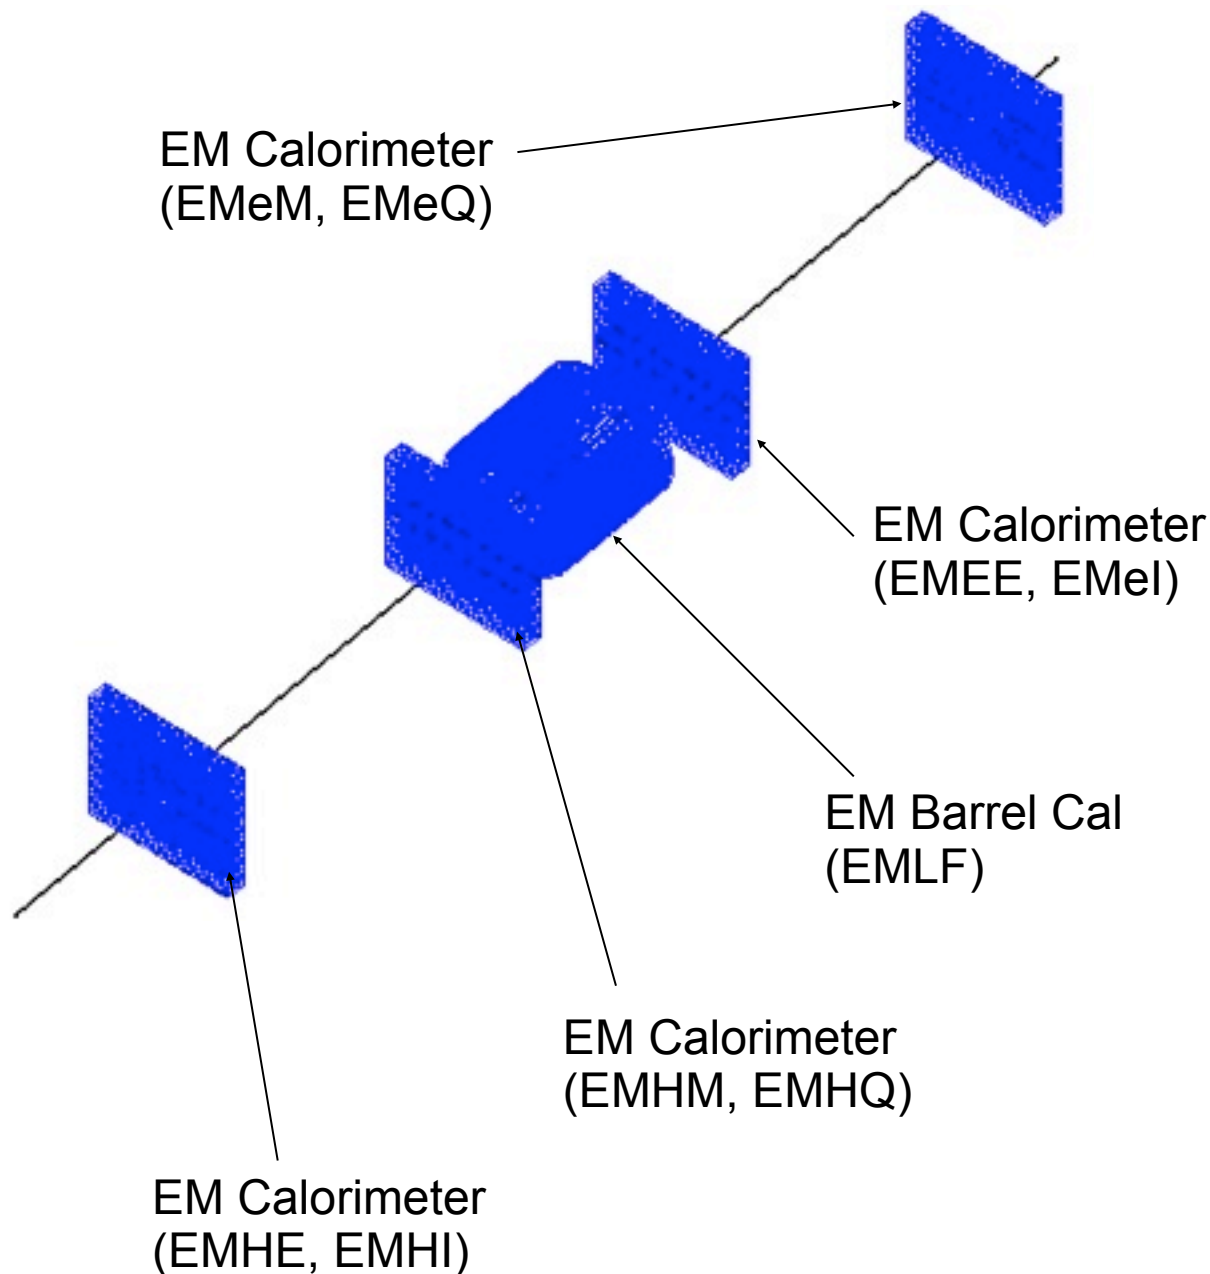 EM Calorimeter
(EMeM, EMeQ)
EM Calorimeter
(EMEE, EMeI)
EM Barrel Cal
(EMLF)
EM Calorimeter
(EMHM, EMHQ)
EM Calorimeter
(EMHE, EMHI)